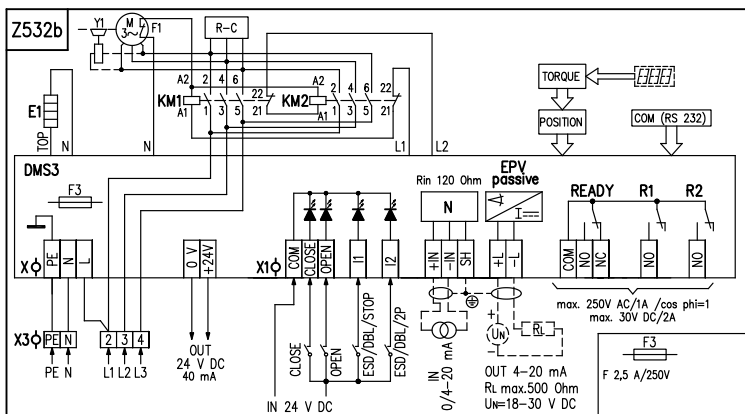 Z532b
Y1
M
3~
F1
R-C
A2
2
4
6
22
A2
2
4
6
22
KM1
KM2
A1
1
3
5
21
A1
1
3
5
21
E1
TOP
N
N
L1
L2
TORQUE
POSITION
COM (RS 232)
DMS3
F3
Rin 120 Ohm
N
EPV
passive
I
READY
R1
R2
X
PE
N
L
0 V
+24V
X1
COM
CLOSE
OPEN
I1
I2
+IN
-IN
SH
+L
-L
COM
NO
NC
NO
NO
max. 250V AC/1A /cos phi=1
max. 30V DC/2A
X3
PE
N
2
3
4
PE
N
L1
L2
L3
OUT
24 V DC
40 mA
CLOSE
OPEN
ESD/DBL/STOP
ESD/DBL/2P
IN 24 V DC
IN
0/4-20 mA
+
UN
-
RL
OUT 4-20 mA
RL max.500 Ohm
UN=18-30 V DC
F3
F 2,5 A/250V